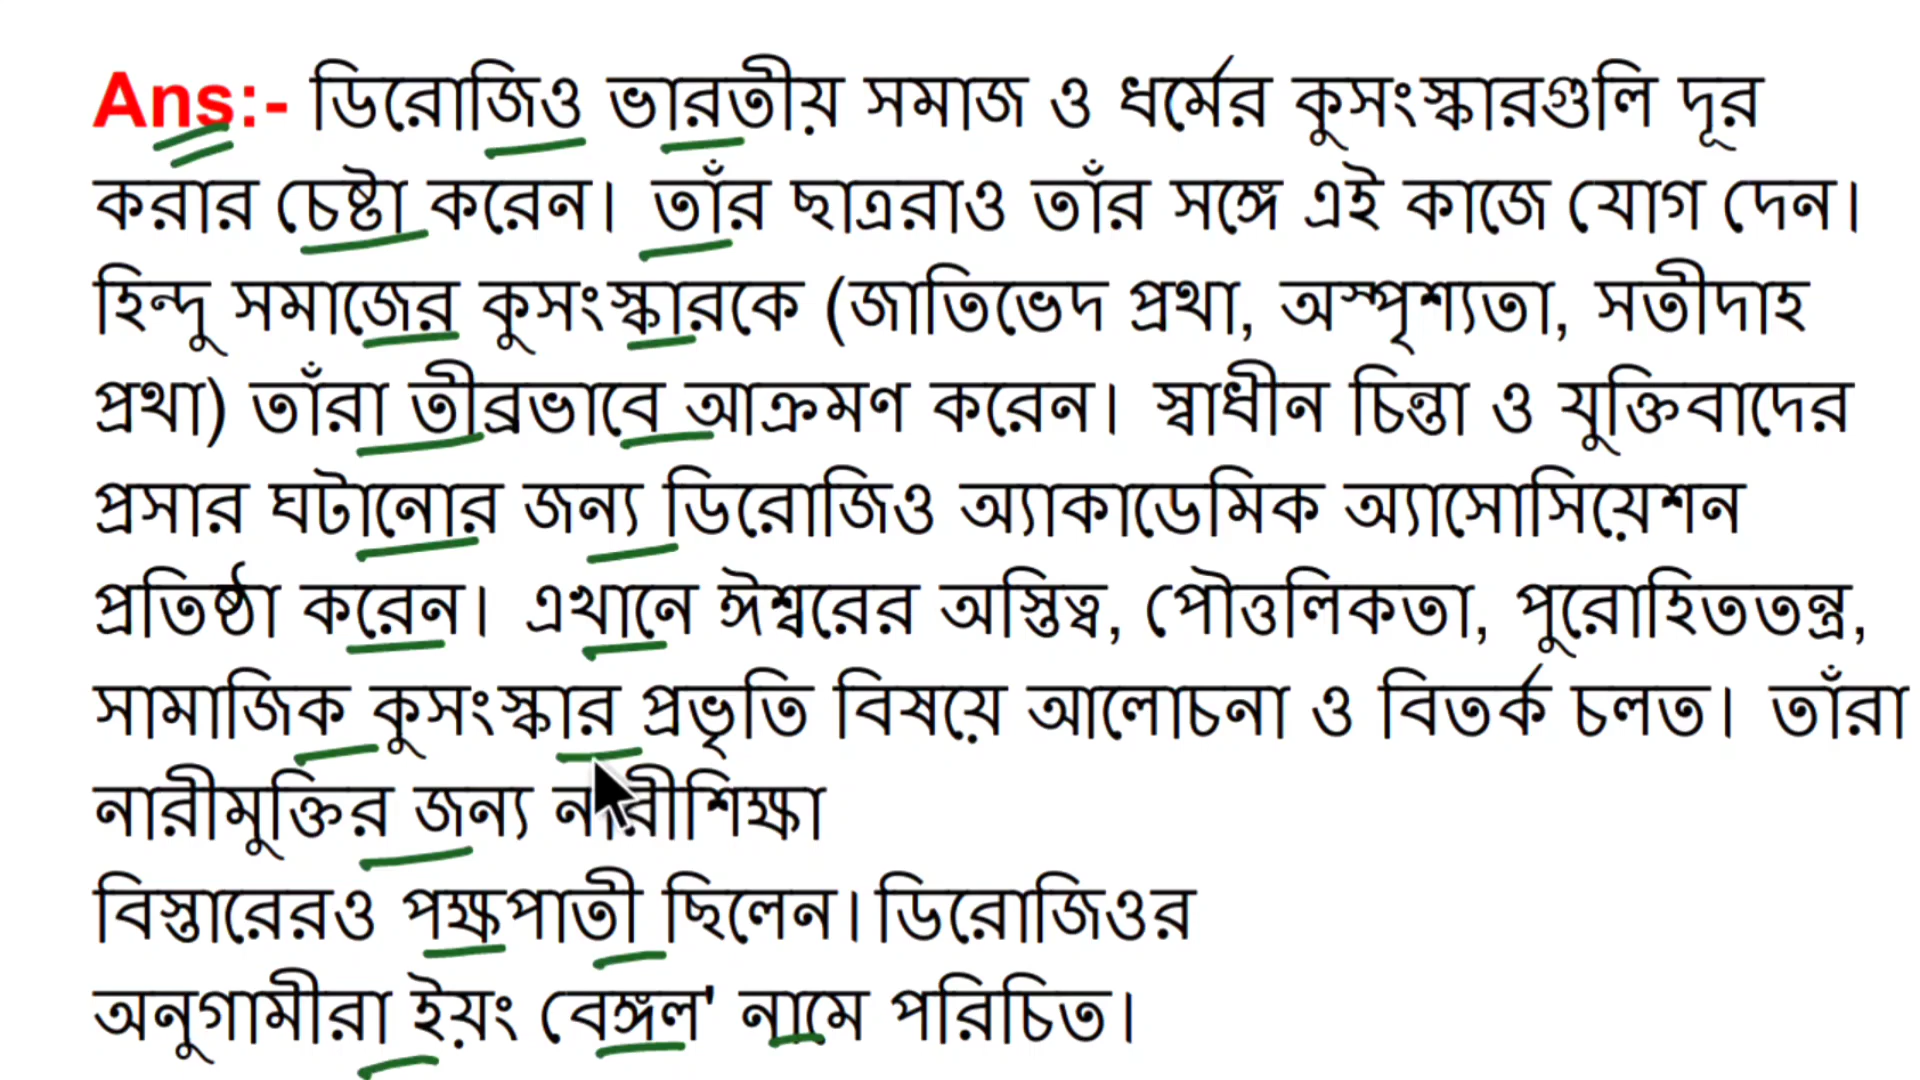 Ans:- ডিরোজিও ভারতীয় সমাজ ও ধর্মের কুসংস্কারগুলি দূর
করার চেষ্টা করেন। তাঁর ছাত্ররাও তাঁর সঙ্গে এই কাজে যোগ দেন।
হিন্দু সমাজের কুসংস্কারকে (জাতিভেদ প্রথা, অস্পৃশ্যতা, সতীদাহ
প্রথা) তাঁরা তীব্রভাবে আক্রমণ করেন। স্বাধীন চিন্তা ও যুক্তিবাদের
প্রসার ঘটানোর জন্য ডিরোজিও অ্যাকাডেমিক অ্যাসোসিয়েশন
প্রতিষ্ঠা করেন। এখানে ঈশ্বরের অস্তিত্ব, পৌত্তলিকতা, পুরোহিততন্ত্র,
সামাজিক কুসংস্কার প্রভৃতি বিষয়ে আলোচনা ও বিতর্ক চলত। তাঁরা
নারীমুক্তির জন্য নারীশিক্ষা
বিস্তারেরও পক্ষপাতী ছিলেন। ডিরোজিওর
অনুগামীরা ইয়ং বেঙ্গল' নামে পরিচিত।